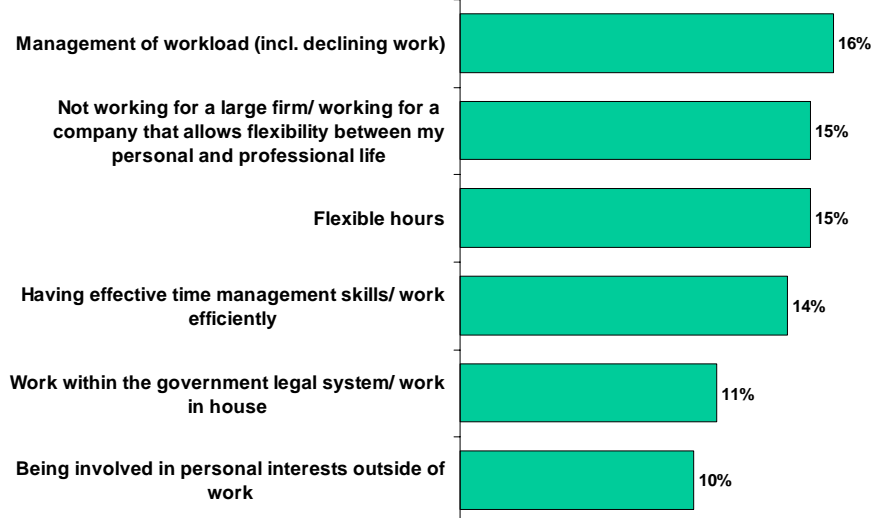 Management of workload (incl. declining work)
16%
Not working for a large firm/ working for a
company that allows flexibility between my
personal and professional life
15%
Flexible hours
15%
Having effective time management skills/ work
efficiently
14%
Work within the government legal system/ work
in house
11%
Being involved in personal interests outside of
work
10%